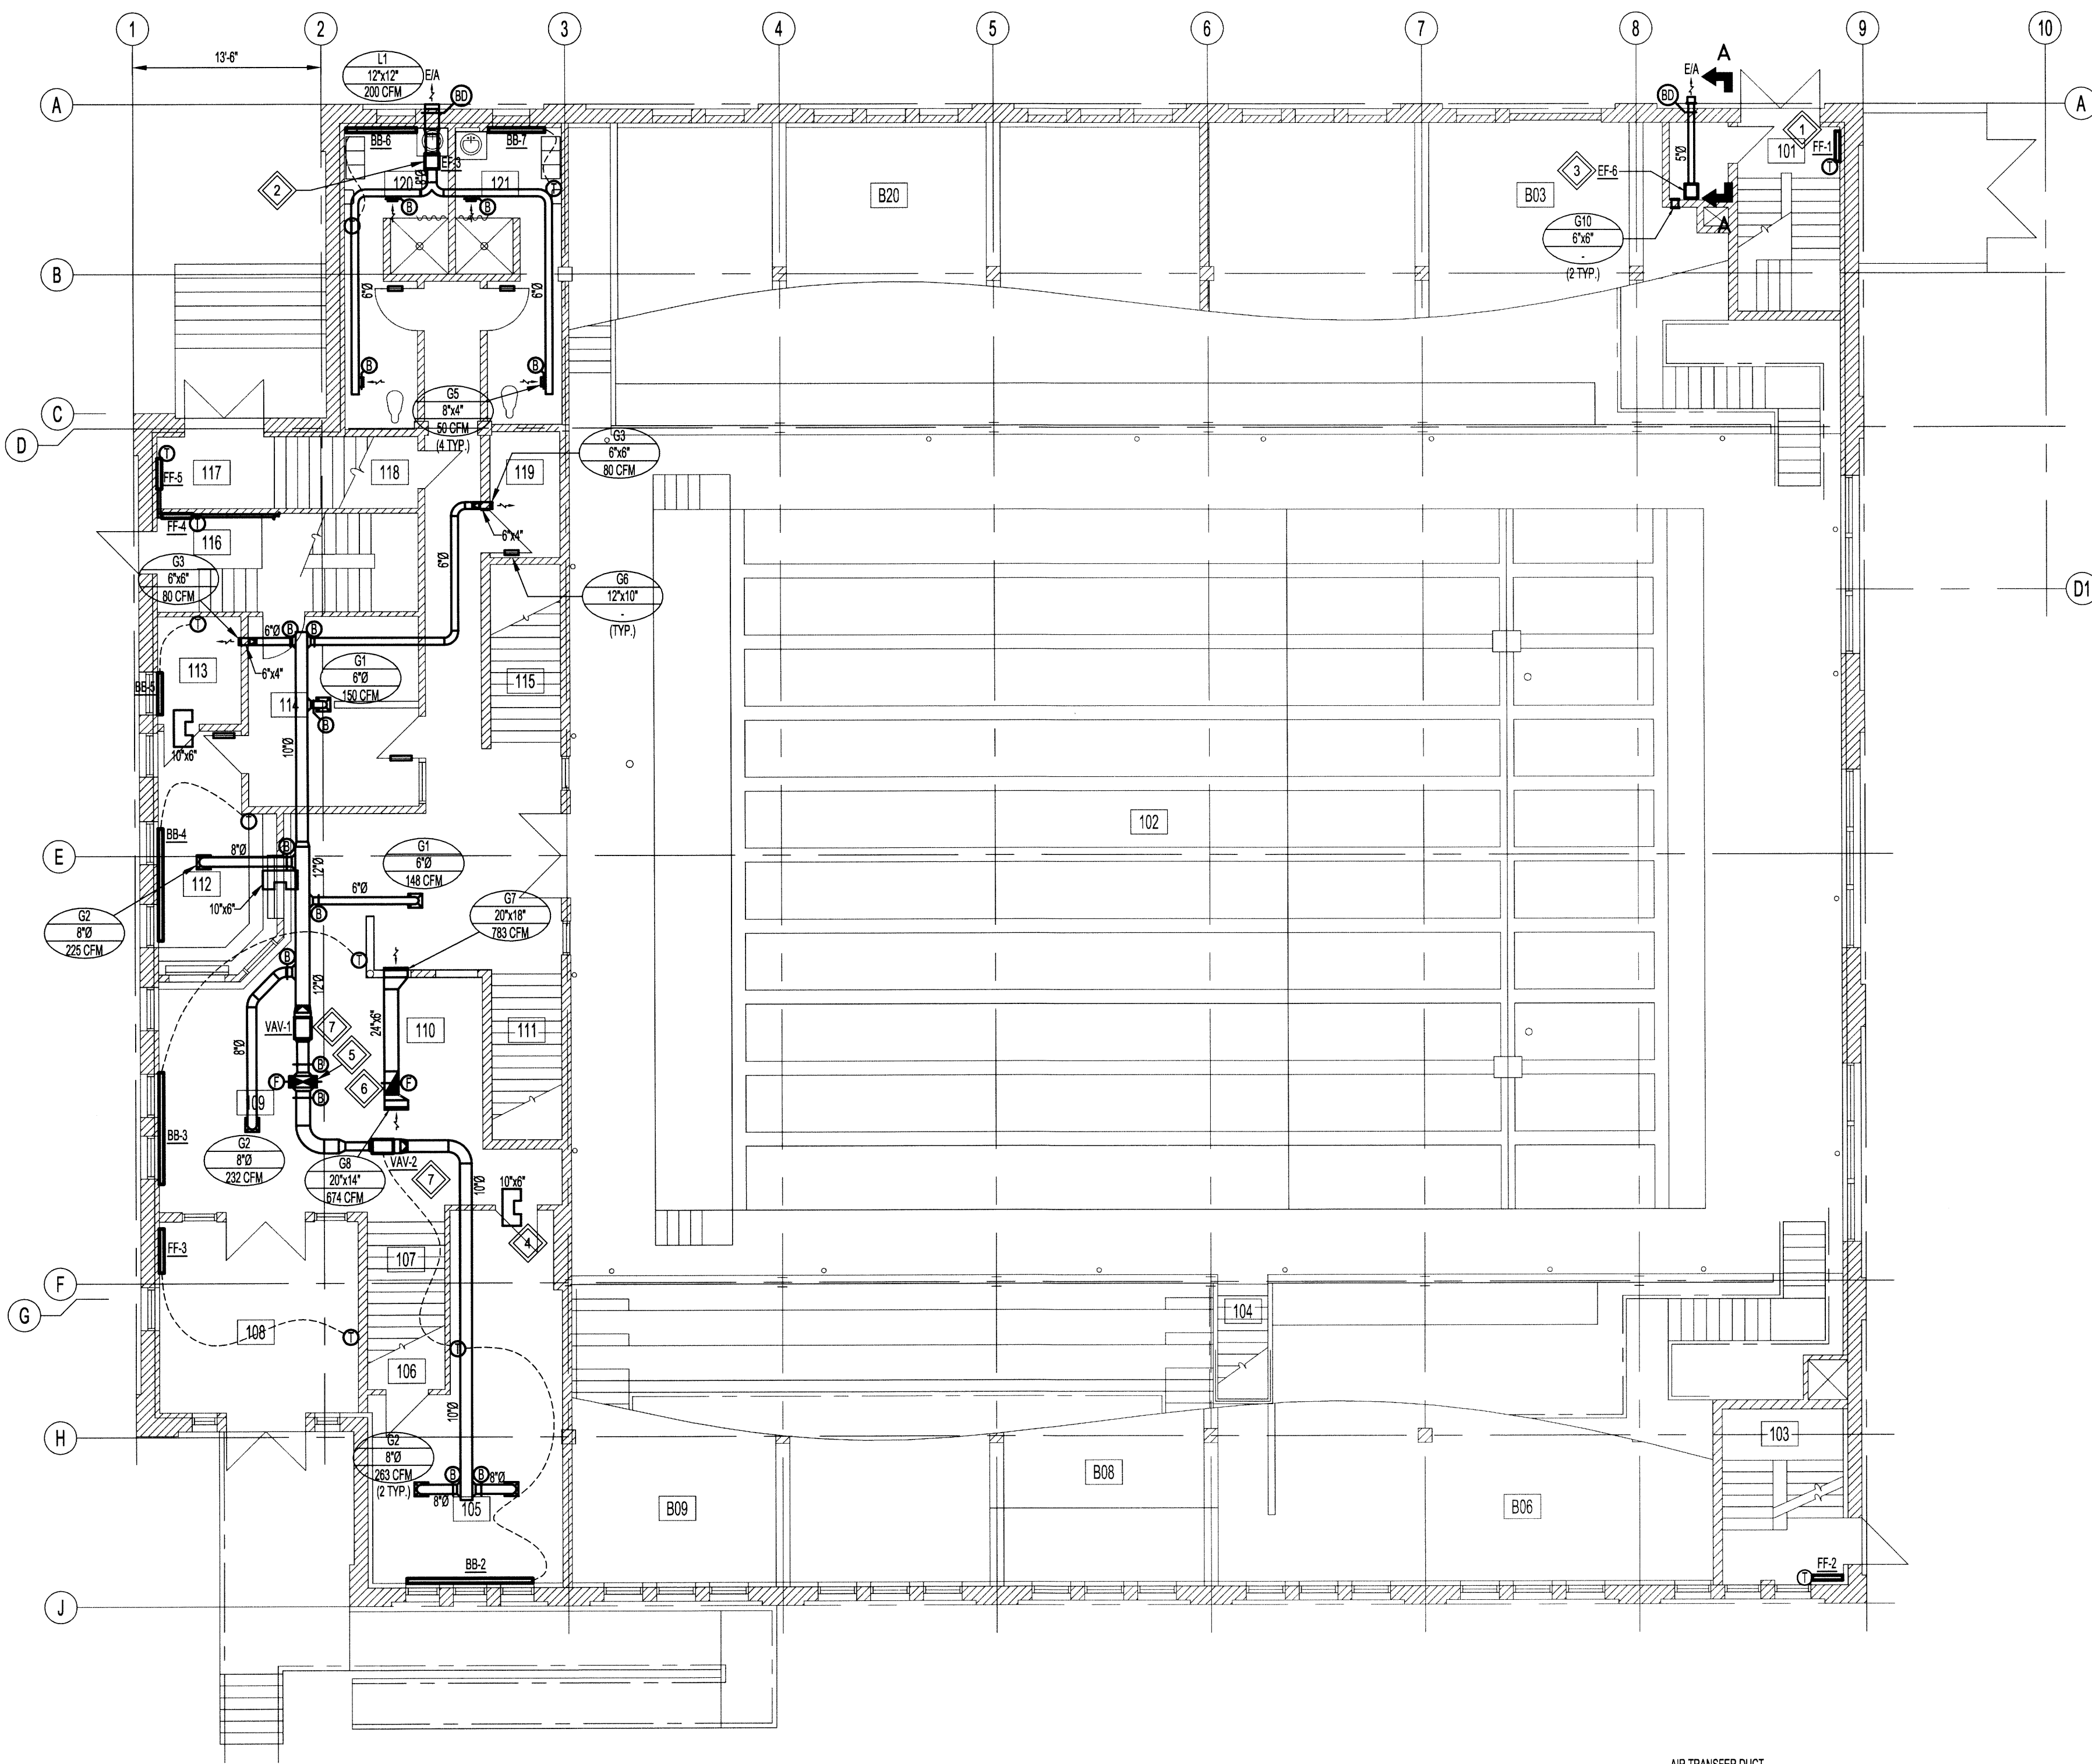 1
2
3
4
5
6
7
8
9
10
13'-6"
L1
12"x12"
200 CFM
E/A
BD
A
A
E/A
A
BD
1
101
FF-1
T
5"Ø
BB-6
BB-7
EF-3
8"Ø
2
120
121
T
B
B
B20
B03
3
EF-6
A
G10
6"x6"
-
(2 TYP.)
B
6"Ø
6"Ø
B
B
G5
8"x4"
50 CFM
(4 TYP.)
C
D
G3
6"x6"
80 CFM
T
117
118
119
FF-5
6"x4"
FF-4
T
116
6"Ø
G3
6"x6"
80 CFM
G6
12"x10"
-
(TYP.)
D1
T
6"Ø
B
B
113
6"x4"
G1
6"Ø
150 CFM
115
BB-5
114
B
10"x6"
10"Ø
102
BB-4
E
8"Ø
B
12"Ø
G1
6"Ø
148 CFM
112
10"x6"
6"Ø
B
G2
8"Ø
225 CFM
G7
20"x18"
783 CFM
B
T
12"Ø
8"Ø
VAV-1
7
24"x6"
110
111
5
B
F
6
F
109
B
BB-3
G2
8"Ø
232 CFM
G8
20"x14"
674 CFM
VAV-2
7
10"Ø
10"x6"
4
FF-3
107
F
G
108
T
104
T
106
10"Ø
H
G2
8"Ø
263 CFM
(2 TYP.)
B
B
8"Ø
8"Ø
105
B09
B08
B06
103
BB-2
FF-2
T
J
AIR TRANSFER DUCT